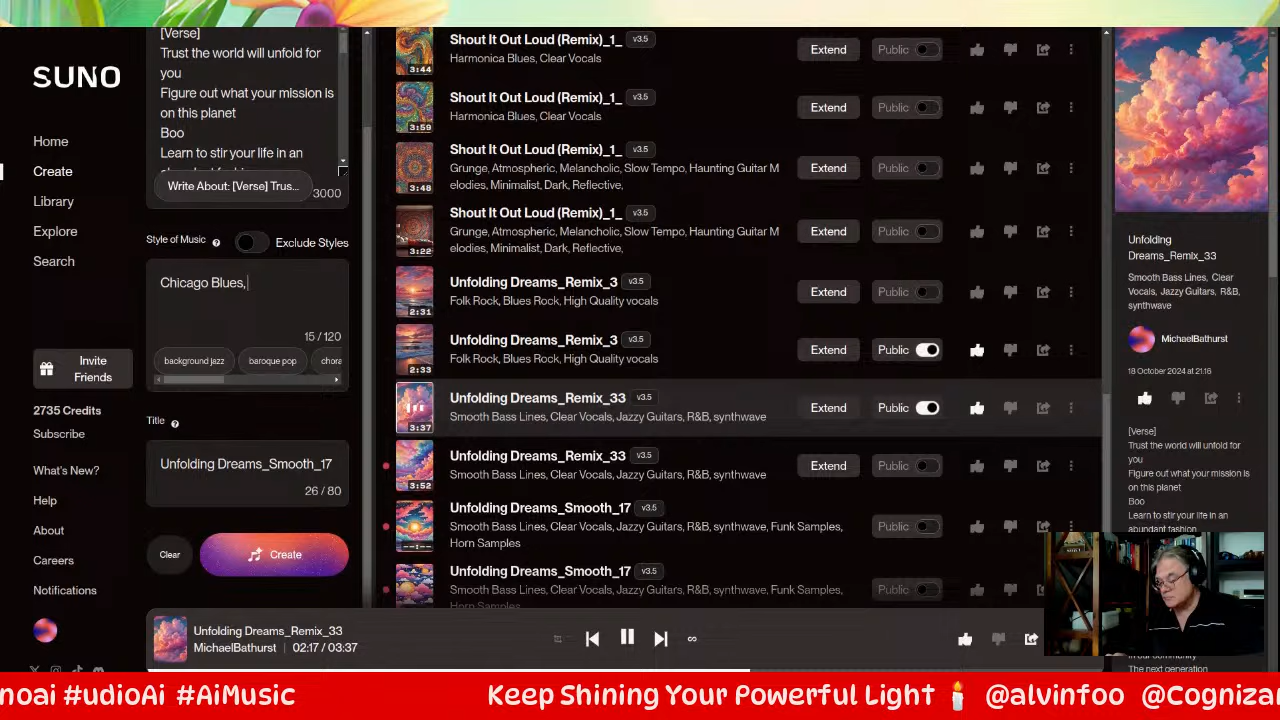 SUNO
Home
Create
Library
Explore
Search
Invite
Friends
2735 Credits
Subscribe
What's New?
Help
About
Careers
Notifications
[Verse]
Trust the world will unfold for
you
Figure out what your mission is
on this planet
Boo
Learn to stir your life in an
Write About: [Verse] Trus...
3000
Style of Music
Exclude Styles
Chicago Blues,
15 / 120
background jazz
baroque pop
chora
Title
Unfolding Dreams_Smooth_17
26 / 80
Clear
Create
Shout It Out Loud (Remix)_1_ v3.5
Harmonica Blues, Clear Vocals
3:44
Extend
Public
Shout It Out Loud (Remix)_1_ v3.5
Harmonica Blues, Clear Vocals
3:59
Extend
Public
Shout It Out Loud (Remix)_1_ v3.5
Grunge, Atmospheric, Melancholic, Slow Tempo, Haunting Guitar M
elodies, Minimalist, Dark, Reflective,
3:48
Extend
Public
Shout It Out Loud (Remix)_1_ v3.5
Grunge, Atmospheric, Melancholic, Slow Tempo, Haunting Guitar M
elodies, Minimalist, Dark, Reflective,
3:22
Extend
Public
Unfolding Dreams_Remix_3 v3.5
Folk Rock, Blues Rock, High Quality vocals
2:31
Extend
Public
Unfolding Dreams_Remix_3 v3.5
Folk Rock, Blues Rock, High Quality vocals
2:33
Extend
Public
Unfolding Dreams_Remix_33 v3.5
Smooth Bass Lines, Clear Vocals, Jazzy Guitars, R&B, synthwave
3:37
Extend
Public
Unfolding Dreams_Remix_33 v3.5
Smooth Bass Lines, Clear Vocals, Jazzy Guitars, R&B, synthwave
3:52
Extend
Public
Unfolding Dreams_Smooth_17 v3.5
Smooth Bass Lines, Clear Vocals, Jazzy Guitars, R&B, synthwave, Funk Samples,
Horn Samples
--:--
Public
Unfolding Dreams_Smooth_17 v3.5
Smooth Bass Lines, Clear Vocals, Jazzy Guitars, R&B, synthwave, Funk Samples,
Horn Samples
Public
Unfolding
Dreams_Remix_33
Smooth Bass Lines, Clear
Vocals, Jazzy Guitars, R&B,
synthwave
MichaelBathurst
18 October 2024 at 21:16
[Verse]
Trust the world will unfold for
you
Figure out what your mission is
on this planet
Boo
Learn to stir your life in an
abundant fashion
The next generation
Unfolding Dreams_Remix_33
MichaelBathurst | 02:17 / 03:37
noai #udioAi #AiMusic Keep Shining Your Powerful Light 🕯️ @alvinfoo @Cognizan